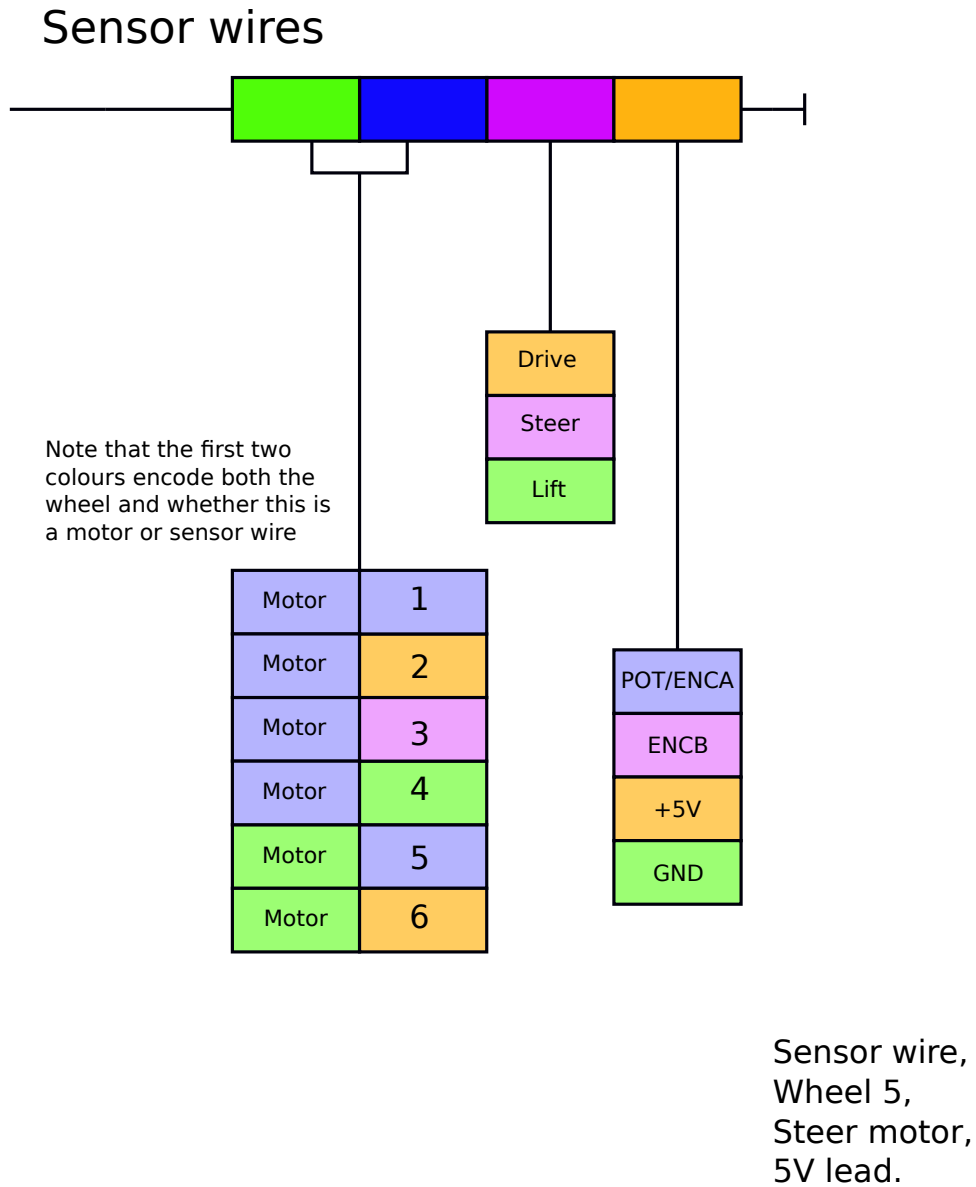 Sensor wires
Drive
Steer
Lift
Note that the first two
colours encode both the
wheel and whether this is
a motor or sensor wire
Motor 1
Motor 2
Motor 3
Motor 4
Motor 5
Motor 6
POT/ENCA
ENCB
+5V
GND
Sensor wire,
Wheel 5,
Steer motor,
5V lead.